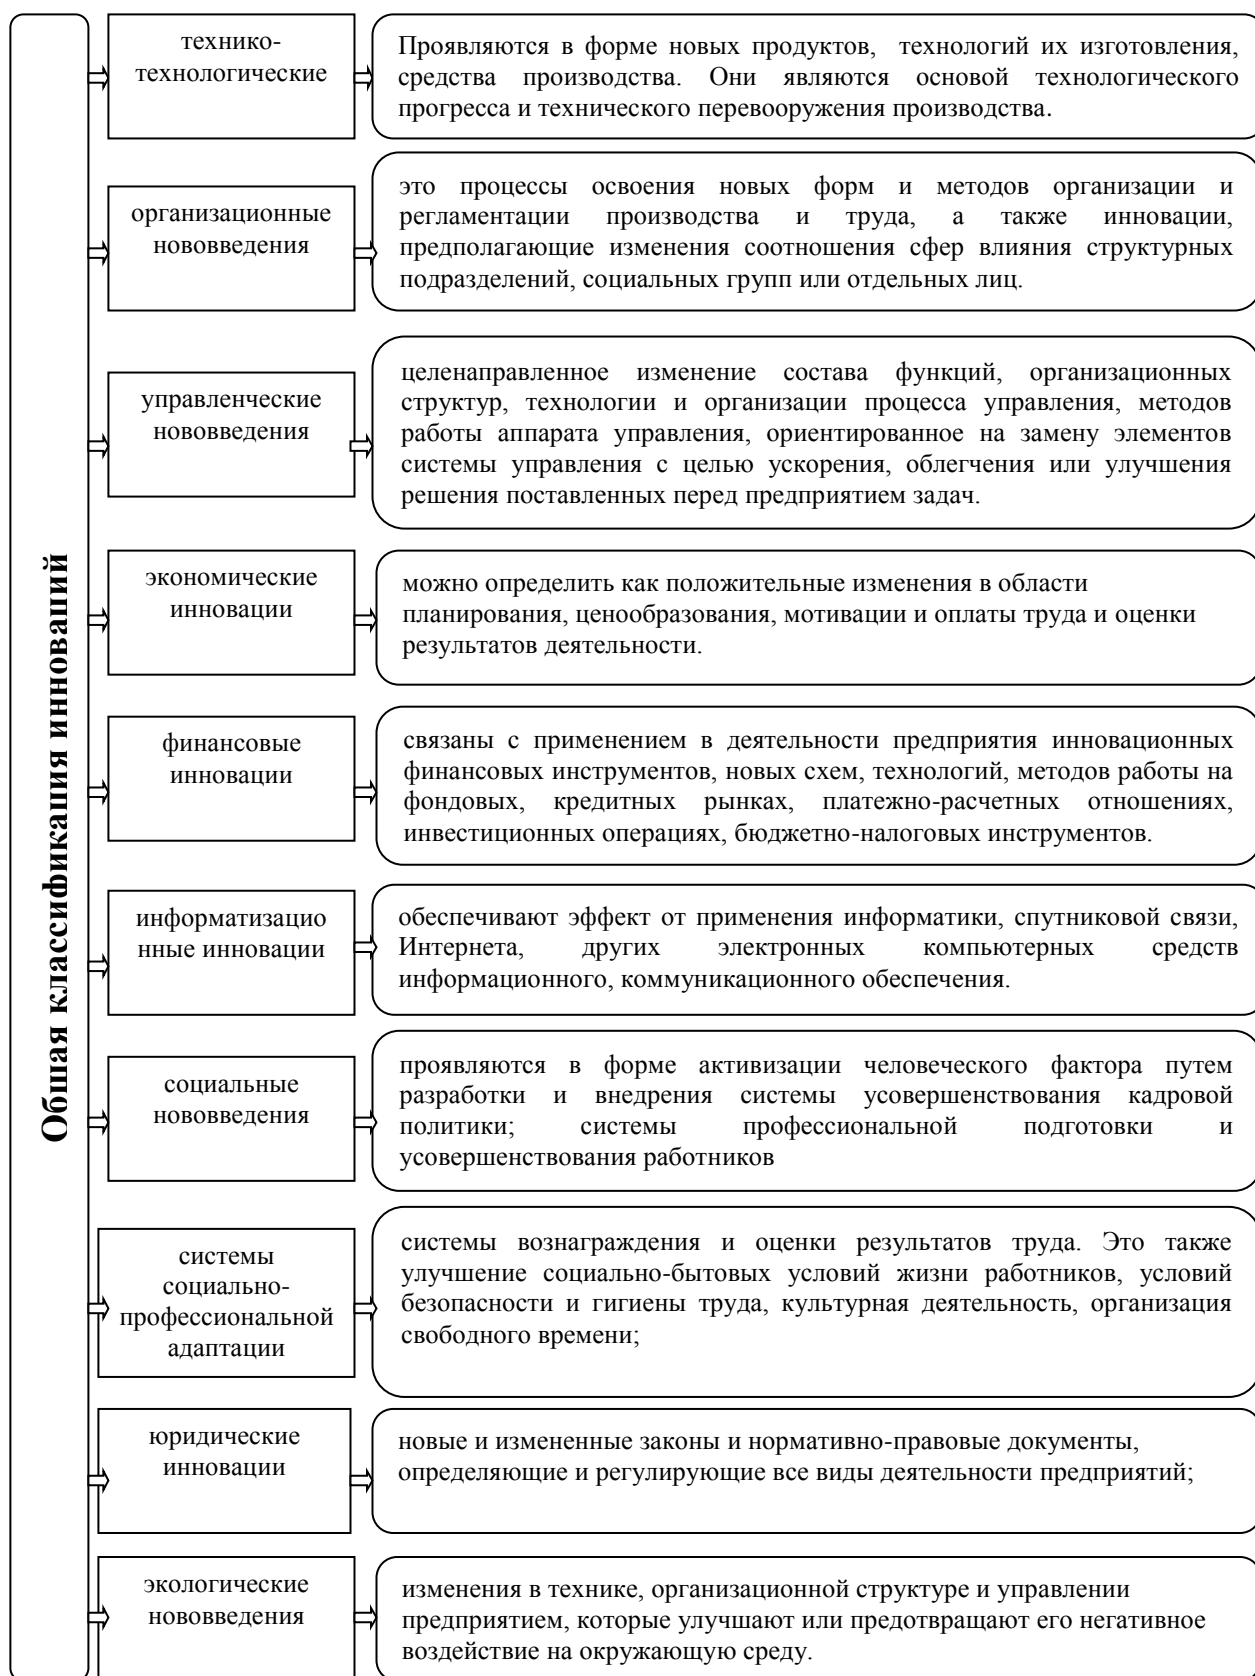 Общая классификация инноваций
технико-
технологические
Проявляются в форме новых продуктов, технологий их изготовления,
средства производства. Они являются основой технологического
прогресса и технического перевооружения производства.
организационные
нововведения
это процессы освоения новых форм и методов организации и
регламентации производства и труда, а также инновации,
предполагающие изменения соотношения сфер влияния структурных
подразделений, социальных групп или отдельных лиц.
управленческие
нововведения
целенаправленное изменение состава функций, организационных
структур, технологии и организации процесса управления, методов
работы аппарата управления, ориентированное на замену элементов
системы управления с целью ускорения, облегчения или улучшения
решения поставленных перед предприятием задач.
экономические
инновации
можно определить как положительные изменения в области
планирования, ценообразования, мотивации и оплаты труда и оценки
результатов деятельности.
финансовые
инновации
связаны с применением в деятельности предприятия инновационных
финансовых инструментов, новых схем, технологий, методов работы на
фондовых, кредитных рынках, платежно-расчетных отношениях,
инвестиционных операциях, бюджетно-налоговых инструментов.
информатизацио
нные инновации
обеспечивают эффект от применения информатики, спутниковой связи,
Интернета, других электронных компьютерных средств
информационного, коммуникационного обеспечения.
социальные
нововведения
проявляются в форме активизации человеческого фактора путем
разработки и внедрения системы усовершенствования кадровой
политики; системы профессиональной подготовки и
усовершенствования работников
системы
социально-
профессиональной
адаптации
системы вознаграждения и оценки результатов труда. Это также
улучшение социально-бытовых условий жизни работников, условий
безопасности и гигиены труда, культурная деятельность, организация
свободного времени;
юридические
инновации
новые и измененные законы и нормативно-правовые документы,
определяющие и регулирующие все виды деятельности предприятий;
экологические
нововведения
изменения в технике, организационной структуре и управлении
предприятием, которые улучшают или предотвращают его негативное
воздействие на окружающую среду.